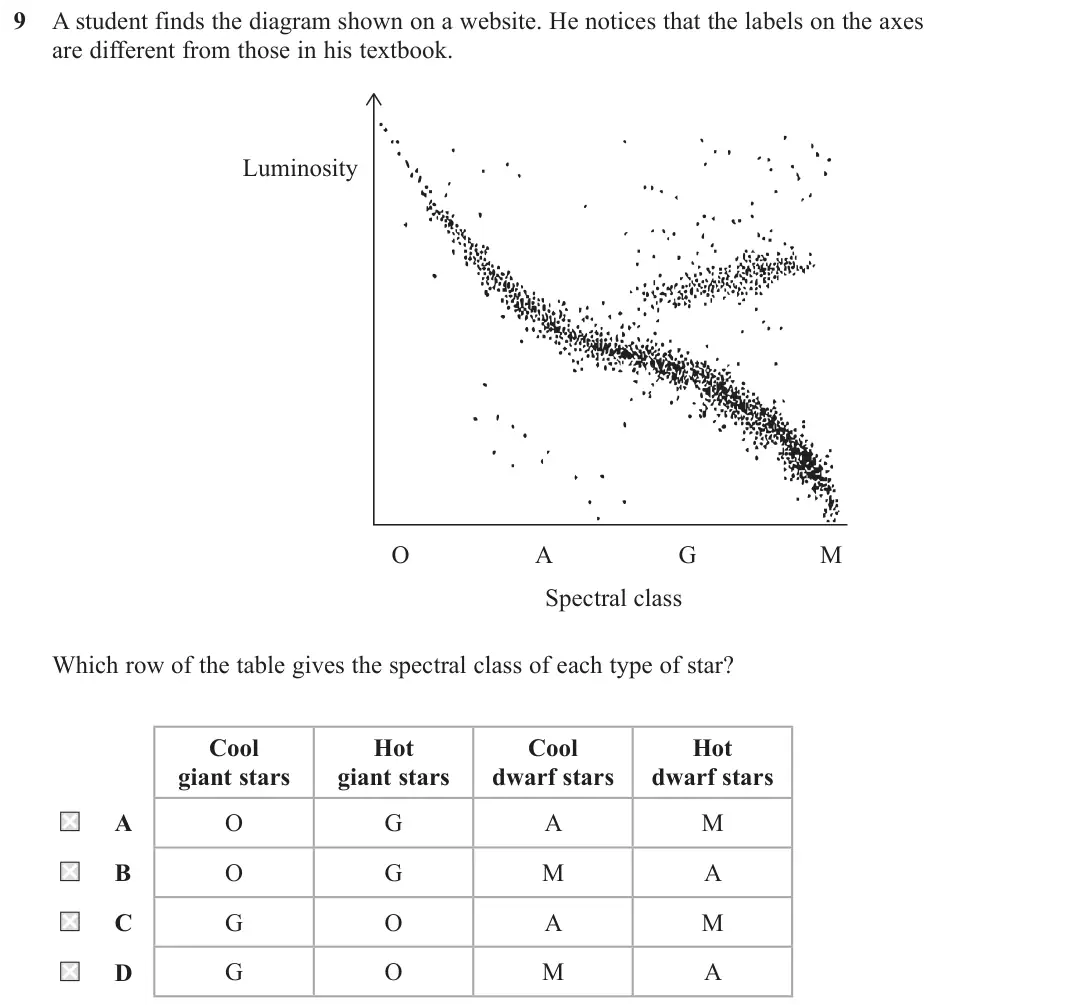 9 A student finds the diagram shown on a website. He notices that the labels on the axes
are different from those in his textbook.
Luminosity
O A G M
Spectral class
Which row of the table gives the spectral class of each type of star?
Cool giant stars Hot giant stars Cool dwarf stars Hot dwarf stars
A O G A M
B O G M A
C G O A M
D G O M A